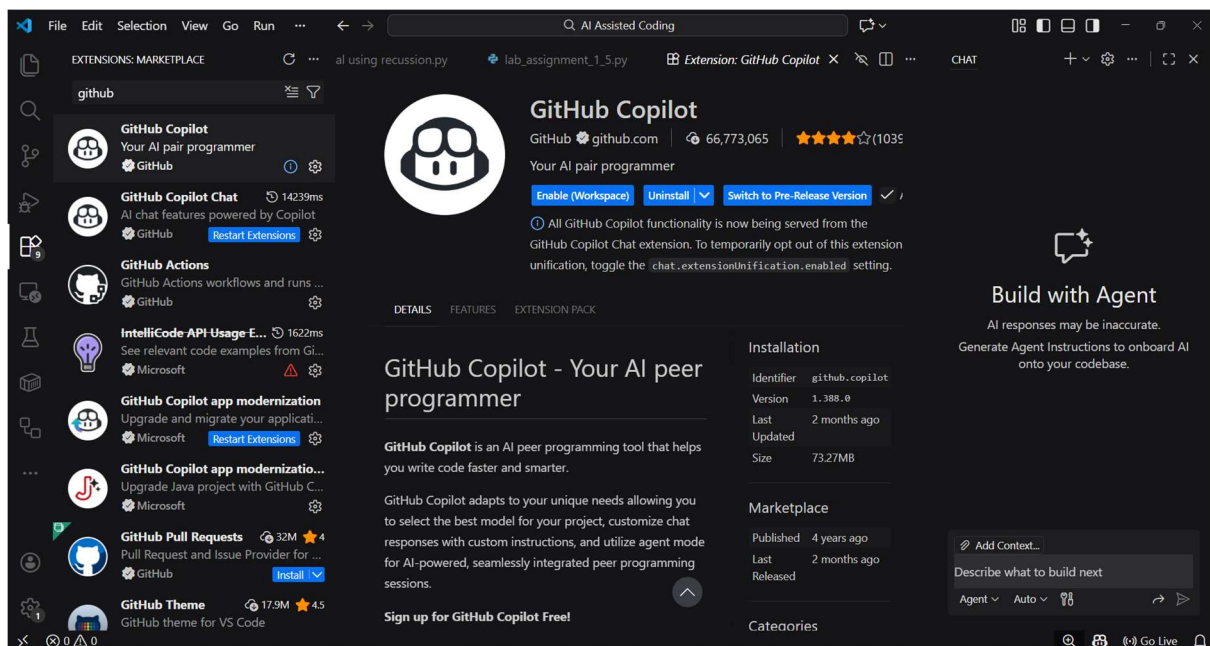 File Edit Selection View Go Run ··· AI Assisted Coding
EXTENSIONS: MARKETPLACE
github
GitHub Copilot
Your AI pair programmer
GitHub
GitHub Copilot Chat 14239ms
AI chat features powered by Copilot
GitHub Restart Extensions
GitHub Actions
GitHub Actions workflows and runs ...
GitHub
IntelliCode API Usage E... 1622ms
See relevant code examples from Gi...
Microsoft
GitHub Copilot app modernization
Upgrade and migrate your applicati...
Microsoft Restart Extensions
GitHub Copilot app modernizatio...
Upgrade Java project with GitHub C...
Microsoft
GitHub Pull Requests 32M 4
Pull Request and Issue Provider for ...
GitHub Install
GitHub Theme 17.9M 4.5
GitHub theme for VS Code
9
1
al using recussion.py lab_assignment_1_5.py Extension: GitHub Copilot
GitHub Copilot
GitHub github.com 66,773,065 (1039
Your AI pair programmer
Enable (Workspace) Uninstall Switch to Pre-Release Version
All GitHub Copilot functionality is now being served from the
GitHub Copilot Chat extension. To temporarily opt out of this extension
unification, toggle the chat.extensionUnification.enabled setting.
DETAILS FEATURES EXTENSION PACK
GitHub Copilot - Your AI peer
programmer
GitHub Copilot is an AI peer programming tool that helps
you write code faster and smarter.
GitHub Copilot adapts to your unique needs allowing you
to select the best model for your project, customize chat
responses with custom instructions, and utilize agent mode
for AI-powered, seamlessly integrated peer programming
sessions.
Sign up for GitHub Copilot Free!
Installation
Identifier github.copilot
Version 1.388.0
Last 2 months ago
Updated
Size 73.27MB
Marketplace
Published 4 years ago
Last 2 months ago
Released
Categories
CHAT
Build with Agent
AI responses may be inaccurate.
Generate Agent Instructions to onboard AI
onto your codebase.
Add Context...
Describe what to build next
Agent Auto
0 0 Go Live